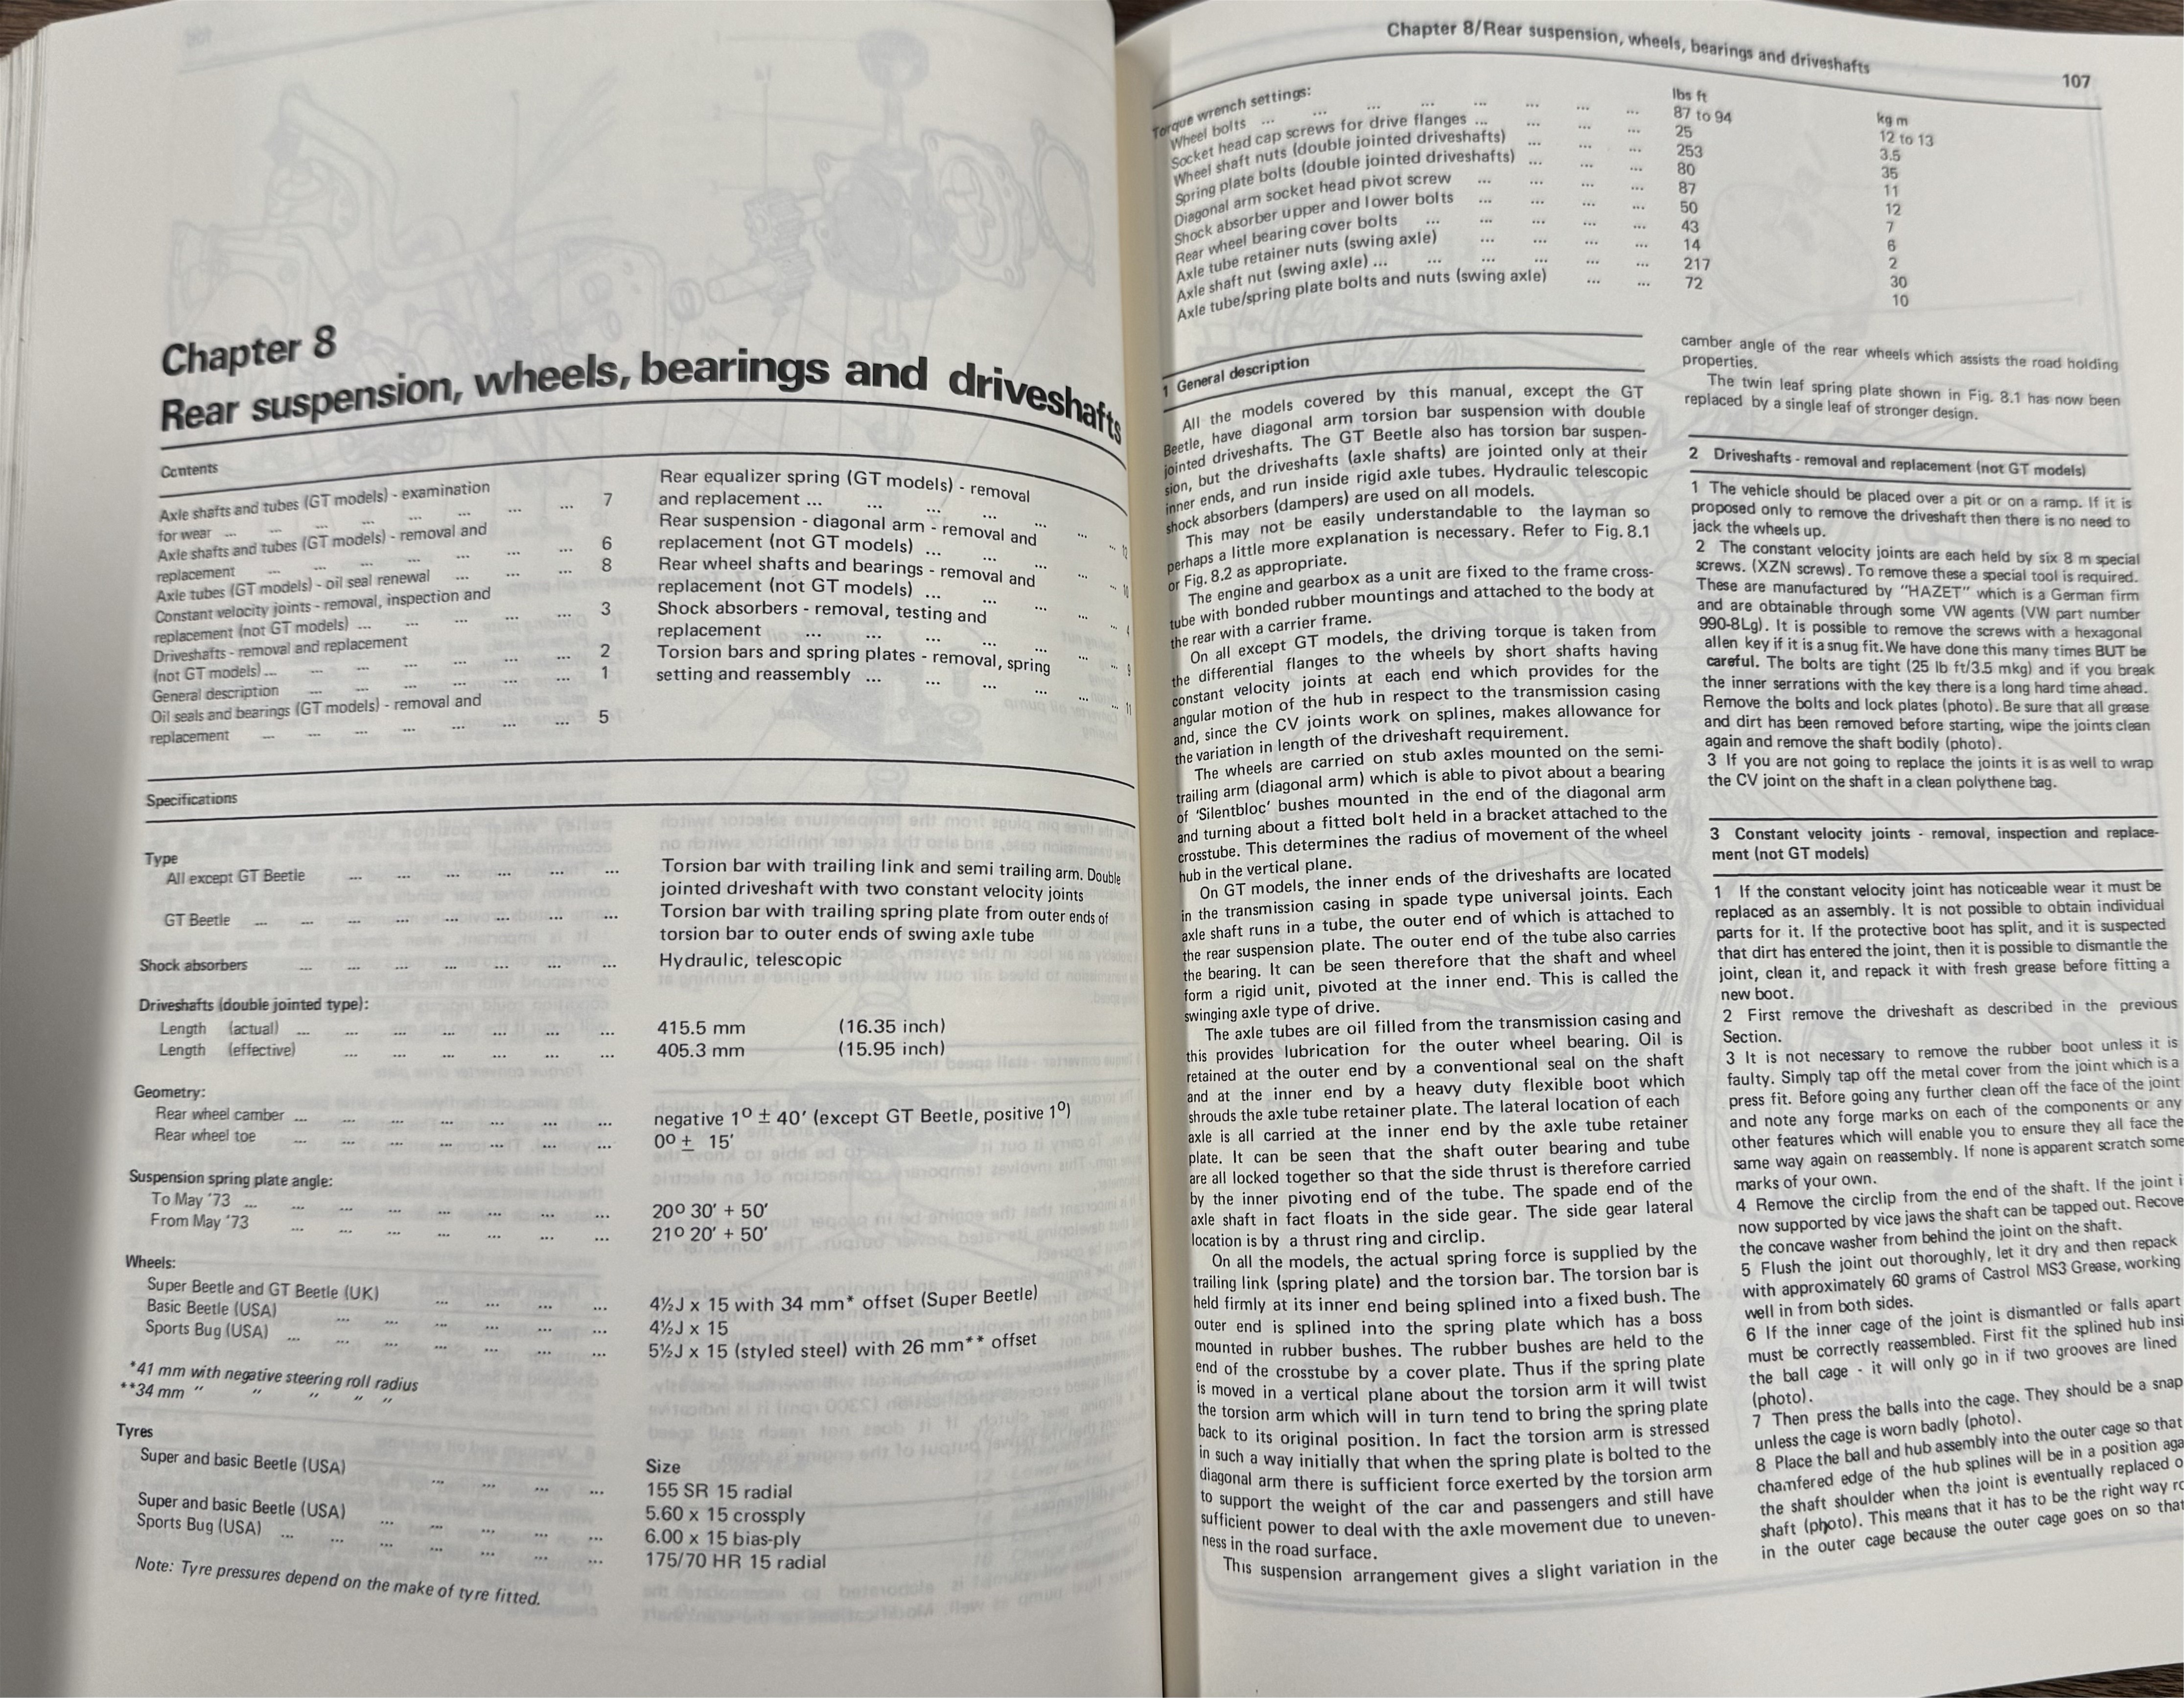 Chapter 8
Rear suspension, wheels, bearings and driveshafts
Contents
Axle shafts and tubes (GT models) - examination
for wear ... ... ... ... ... ... ... 7
Axle shafts and tubes (GT models) - removal and
replacement ... ... ... ... ... ... 6
Axle tubes (GT models) - oil seal renewal ... ... ... 8
Constant velocity joints - removal, inspection and
replacement (not GT models) ... ... ... ... ... 3
Driveshafts - removal and replacement
(not GT models) ... ... ... ... ... ... ... 2
General description ... ... ... ... ... ... 1
Oil seals and bearings (GT models) - removal and
replacement ... ... ... ... ... ... ... 5
Rear equalizer spring (GT models) - removal
and replacement ... ... ... ... ... ... 12
Rear suspension - diagonal arm - removal and
replacement (not GT models) ... ... ... ... 10
Rear wheel shafts and bearings - removal and
replacement (not GT models) ... ... ... ... 4
Shock absorbers - removal, testing and
replacement ... ... ... ... ... ... 9
Torsion bars and spring plates - removal, spring
setting and reassembly ... ... ... ... ... 11
Specifications
Type
All except GT Beetle ... ... ... ... ... ... Torsion bar with trailing link and semi trailing arm. Double
jointed driveshaft with two constant velocity joints
GT Beetle ... ... ... ... ... ... ... ... Torsion bar with trailing spring plate from outer ends of
torsion bar to outer ends of swing axle tube
Shock absorbers ... ... ... ... ... ... ... Hydraulic, telescopic
Driveshafts (double jointed type):
Length (actual) ... ... ... ... ... ... ... 415.5 mm (16.35 inch)
Length (effective) ... ... ... ... ... ... 405.3 mm (15.95 inch)
Geometry:
Rear wheel camber ... ... ... ... ... ... ... negative 1º ± 40′ (except GT Beetle, positive 1º)
Rear wheel toe ... ... ... ... ... ... ... 0º ± 15′
Suspension spring plate angle:
To May '73 ... ... ... ... ... ... ... ... 20º 30′ + 50′
From May '73 ... ... ... ... ... ... ... 21º 20′ + 50′
Wheels:
Super Beetle and GT Beetle (UK) ... ... ... ... 4½J x 15 with 34 mm* offset (Super Beetle)
Basic Beetle (USA) ... ... ... ... ... ... 4½J x 15
Sports Bug (USA) ... ... ... ... ... ... ... 5½J x 15 (styled steel) with 26 mm** offset
*41 mm with negative steering roll radius
**34 mm " " " " "
Tyres
Size
Super and basic Beetle (USA) ... ... ... ... 155 SR 15 radial
5.60 x 15 crossply
Super and basic Beetle (USA) ... ... ... ... ... 6.00 x 15 bias-ply
Sports Bug (USA) ... ... ... ... ... ... ... 175/70 HR 15 radial
Note: Tyre pressures depend on the make of tyre fitted.
Chapter 8/Rear suspension, wheels, bearings and driveshafts
107
Torque wrench settings: lbs ft kg m
Wheel bolts ... ... ... ... ... ... ... ... 87 to 94 12 to 13
Socket head cap screws for drive flanges ... ... ... ... 25 3.5
Wheel shaft nuts (double jointed driveshafts) ... ... ... 253 35
Spring plate bolts (double jointed driveshafts) ... ... ... 80 11
Diagonal arm socket head pivot screw ... ... ... ... 87 12
Shock absorber upper and lower bolts ... ... ... ... 50 7
Rear wheel bearing cover bolts ... ... ... ... ... 43 6
Axle tube retainer nuts (swing axle) ... ... ... ... 14 2
Axle shaft nut (swing axle) ... ... ... ... ... ... 217 30
Axle tube/spring plate bolts and nuts (swing axle) ... ... 72 10
1 General description
All the models covered by this manual, except the GT
Beetle, have diagonal arm torsion bar suspension with double
jointed driveshafts. The GT Beetle also has torsion bar suspen-
sion, but the driveshafts (axle shafts) are jointed only at their
inner ends, and run inside rigid axle tubes. Hydraulic telescopic
shock absorbers (dampers) are used on all models.
This may not be easily understandable to the layman so
perhaps a little more explanation is necessary. Refer to Fig. 8.1
or Fig. 8.2 as appropriate.
The engine and gearbox as a unit are fixed to the frame cross-
tube with bonded rubber mountings and attached to the body at
the rear with a carrier frame.
On all except GT models, the driving torque is taken from
the differential flanges to the wheels by short shafts having
constant velocity joints at each end which provides for the
angular motion of the hub in respect to the transmission casing
and, since the CV joints work on splines, makes allowance for
the variation in length of the driveshaft requirement.
The wheels are carried on stub axles mounted on the semi-
trailing arm (diagonal arm) which is able to pivot about a bearing
of 'Silentbloc' bushes mounted in the end of the diagonal arm
and turning about a fitted bolt held in a bracket attached to the
crosstube. This determines the radius of movement of the wheel
hub in the vertical plane.
On GT models, the inner ends of the driveshafts are located
in the transmission casing in spade type universal joints. Each
axle shaft runs in a tube, the outer end of which is attached to
the rear suspension plate. The outer end of the tube also carries
the bearing. It can be seen therefore that the shaft and wheel
form a rigid unit, pivoted at the inner end. This is called the
swinging axle type of drive.
The axle tubes are oil filled from the transmission casing and
this provides lubrication for the outer wheel bearing. Oil is
retained at the outer end by a conventional seal on the shaft
and at the inner end by a heavy duty flexible boot which
shrouds the axle tube retainer plate. The lateral location of each
axle is all carried at the inner end by the axle tube retainer
plate. It can be seen that the shaft outer bearing and tube
are all locked together so that the side thrust is therefore carried
by the inner pivoting end of the tube. The spade end of the
axle shaft in fact floats in the side gear. The side gear lateral
location is by a thrust ring and circlip.
On all the models, the actual spring force is supplied by the
trailing link (spring plate) and the torsion bar. The torsion bar is
held firmly at its inner end being splined into a fixed bush. The
outer end is splined into the spring plate which has a boss
mounted in rubber bushes. The rubber bushes are held to the
end of the crosstube by a cover plate. Thus if the spring plate
is moved in a vertical plane about the torsion arm it will twist
the torsion arm which will in turn tend to bring the spring plate
back to its original position. In fact the torsion arm is stressed
in such a way initially that when the spring plate is bolted to the
diagonal arm there is sufficient force exerted by the torsion arm
to support the weight of the car and passengers and still have
sufficient power to deal with the axle movement due to uneven-
ness in the road surface.
This suspension arrangement gives a slight variation in the
camber angle of the rear wheels which assists the road holding
properties.
The twin leaf spring plate shown in Fig. 8.1 has now been
replaced by a single leaf of stronger design.
2 Driveshafts - removal and replacement (not GT models)
1 The vehicle should be placed over a pit or on a ramp. If it is
proposed only to remove the driveshaft then there is no need to
jack the wheels up.
2 The constant velocity joints are each held by six 8 m special
screws. (XZN screws). To remove these a special tool is required.
These are manufactured by "HAZET" which is a German firm
and are obtainable through some VW agents (VW part number
990-8Lg). It is possible to remove the screws with a hexagonal
allen key if it is a snug fit. We have done this many times BUT be
careful. The bolts are tight (25 lb ft/3.5 mkg) and if you break
the inner serrations with the key there is a long hard time ahead.
Remove the bolts and lock plates (photo). Be sure that all grease
and dirt has been removed before starting, wipe the joints clean
again and remove the shaft bodily (photo).
3 If you are not going to replace the joints it is as well to wrap
the CV joint on the shaft in a clean polythene bag.
3 Constant velocity joints - removal, inspection and replace-
ment (not GT models)
1 If the constant velocity joint has noticeable wear it must be
replaced as an assembly. It is not possible to obtain individual
parts for it. If the protective boot has split, and it is suspected
that dirt has entered the joint, then it is possible to dismantle the
joint, clean it, and repack it with fresh grease before fitting a
new boot.
2 First remove the driveshaft as described in the previous
Section.
3 It is not necessary to remove the rubber boot unless it is
faulty. Simply tap off the metal cover from the joint which is a
press fit. Before going any further clean off the face of the joint
and note any forge marks on each of the components or any
other features which will enable you to ensure they all face the
same way again on reassembly. If none is apparent scratch some
marks of your own.
4 Remove the circlip from the end of the shaft. If the joint i
now supported by vice jaws the shaft can be tapped out. Recove
the concave washer from behind the joint on the shaft.
5 Flush the joint out thoroughly, let it dry and then repack
with approximately 60 grams of Castrol MS3 Grease, working
well in from both sides.
6 If the inner cage of the joint is dismantled or falls apart
must be correctly reassembled. First fit the splined hub insi
the ball cage - it will only go in if two grooves are lined
(photo).
7 Then press the balls into the cage. They should be a snap
unless the cage is worn badly (photo).
8 Place the ball and hub assembly into the outer cage so that
chamfered edge of the hub splines will be in a position aga
the shaft shoulder when the joint is eventually replaced o
shaft (photo). This means that it has to be the right way ro
in the outer cage because the outer cage goes on so that